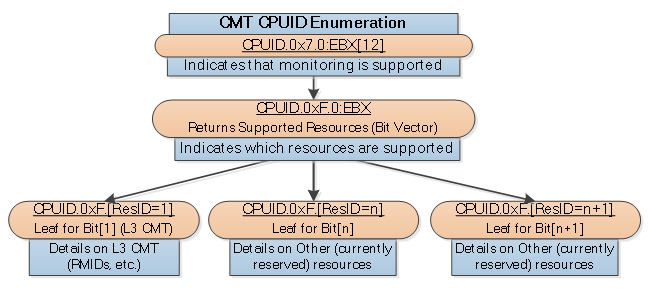 CMT CPUID Enumeration
CPUID.0x7.0:EBX[12]
Indicates that monitoring is supported
CPUID.0xF.0:EBX
Returns Supported Resources (Bit Vector)
Indicates which resources are supported
CPUID.0xF.[ResID=1]
Leaf for Bit[1] (L3 CMT)
Details on L3 CMT
(RMIDs, etc.)
CPUID.0xF.[ResID=n]
Leaf for Bit[n]
Details on Other (currently
reserved) resources
CPUID.0xF.[ResID=n+1]
Leaf for Bit[n+1]
Details on Other (currently
reserved) resources